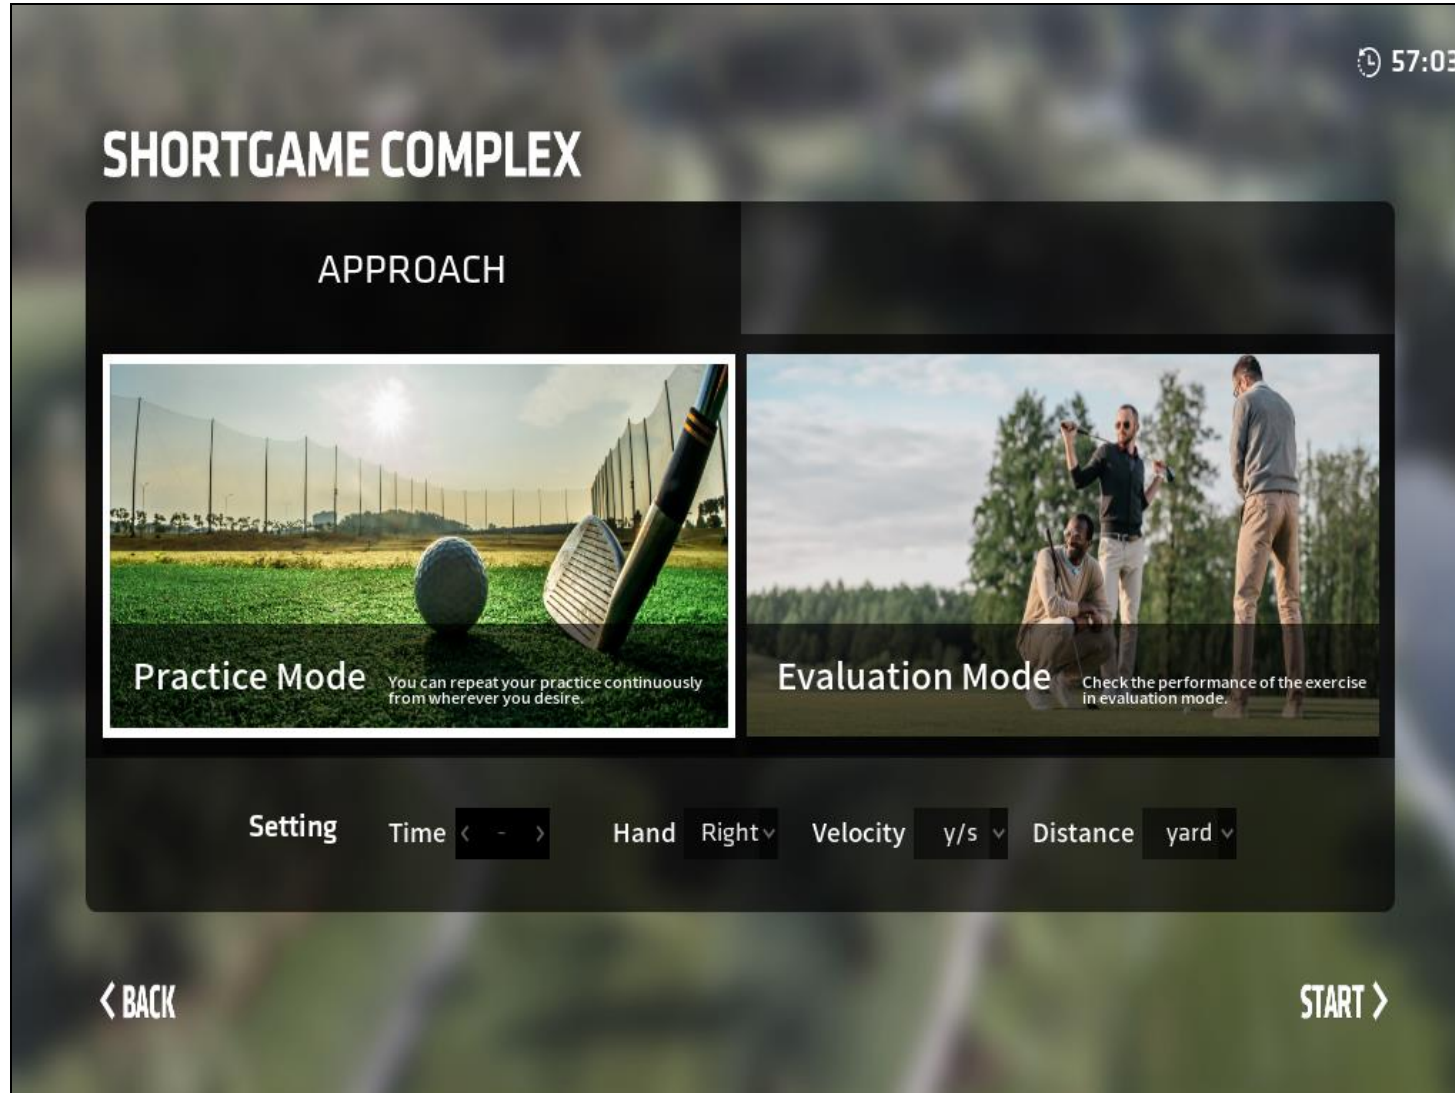 57:03
SHORTGAME COMPLEX
APPROACH
Practice Mode
You can repeat your practice continuously
from wherever you desire.
Evaluation Mode
Check the performance of the exercise
in evaluation mode.
Setting
Time < - >
Hand Right
Velocity y/s
Distance yard
< BACK
START >